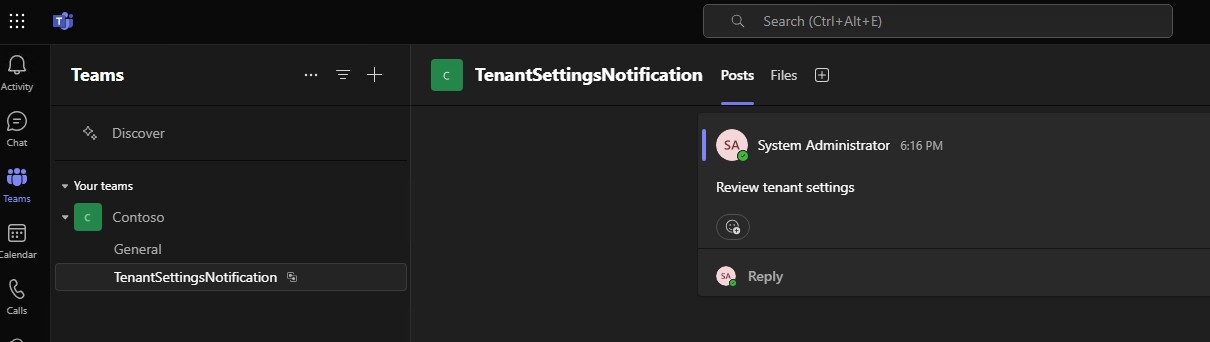 Search (Ctrl+Alt+E)
Activity
Chat
Teams
Calendar
Calls
Teams
Discover
Your teams
C Contoso
General
TenantSettingsNotification
C TenantSettingsNotification Posts Files
SA System Administrator 6:16 PM
Review tenant settings
SA Reply